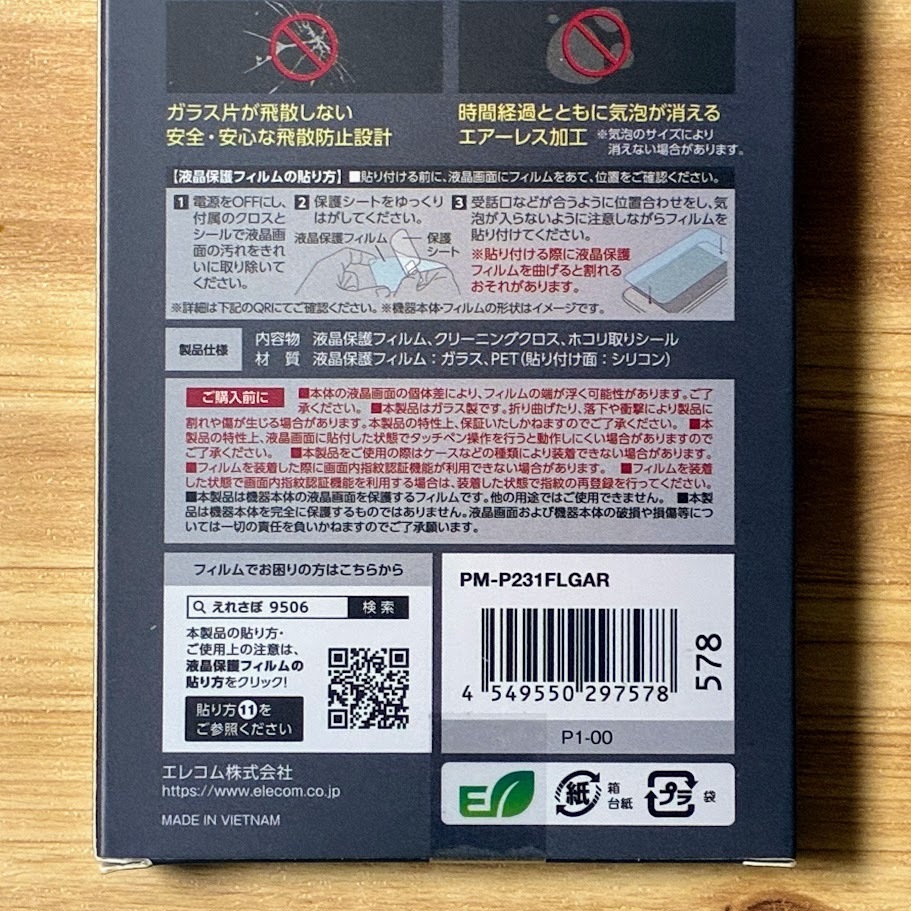 ガラス片が飛散しない
安全・安心な飛散防止設計
時間経過とともに気泡が消える
エアーレス加工 ※気泡のサイズにより
消えない場合があります。
【液晶保護フィルムの貼り方】■貼り付ける前に、液晶画面にフィルムをあて、位置をご確認ください。
1 電源をOFFにし、
付属のクロスと
シールで液晶画
面の汚れをきれ
いに取り除いて
ください。
2 保護シートをゆっくり
はがしてください。
液晶保護フィルム
保護
シート
3 受話口などが合うように位置合わせをし、気
泡が入らないように注意しながらフィルムを
貼り付けてください。
※貼り付ける際に液晶保護
フィルムを曲げると割れる
おそれがあります。
※詳細は下記のQRにてご確認ください。※機器本体・フィルムの形状はイメージです。
製品仕様
内容物 液晶保護フィルム、クリーニングクロス、ホコリ取りシール
材 質 液晶保護フィルム：ガラス、PET（貼り付け面：シリコン）
ご購入前に ■本体の液晶画面の個体差により、フィルムの端が浮く可能性があります。ご了
承ください。 ■本製品はガラス製です。折り曲げたり、落下や衝撃により製品に
割れや傷が生じる場合があります。本製品の特性上、保証いたしかねますのでご了承ください。 ■本
製品の特性上、液晶画面に貼付した状態でタッチペン操作を行うと動作しにくい場合がありますので
ご了承ください。 ■本製品をご使用の際はケースなどの種類により装着できない場合があります。
■フィルムを装着した際に画面内指紋認証機能が利用できない場合があります。 ■フィルムを装着
した状態で画面内指紋認証機能を利用する場合は、装着した状態で指紋の再登録を行ってください。
■本製品は機器本体の液晶画面を保護するフィルムです。他の用途ではご使用できません。 ■本製
品は機器本体を完全に保護するものではありません。液晶画面および機器本体の破損や損傷等につ
いては一切の責任を負いかねますのでご了承願います。
フィルムでお困りの方はこちらから
えれさぽ 9506 検索
本製品の貼り方・
ご使用上の注意は、
液晶保護フィルムの
貼り方をクリック!
貼り方⑪を
ご参照ください
PM-P231FLGAR
4 549550 297578
578
P1-00
エレコム株式会社
https://www.elecom.co.jp
MADE IN VIETNAM
E
紙
箱
台紙
プラ
袋